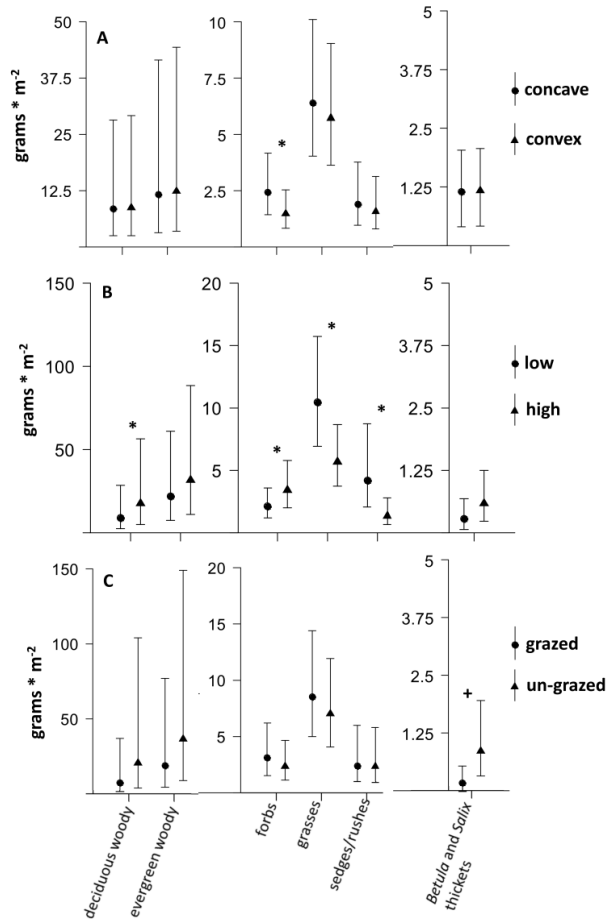 A
grams * m-2
50
37.5
25
12.5
10
7.5
5
2.5
*
5
3.75
2.5
1.25
concave
convex
B
grams * m-2
150
100
50
*
20
15
10
5
*
*
*
5
3.75
2.5
1.25
low
high
C
grams * m-2
150
100
50
20
15
10
5
5
3.75
2.5
1.25
+
grazed
un-grazed
deciduous woody
evergreen woody
forbs
grasses
sedges/rushes
Betula and Salix
thickets